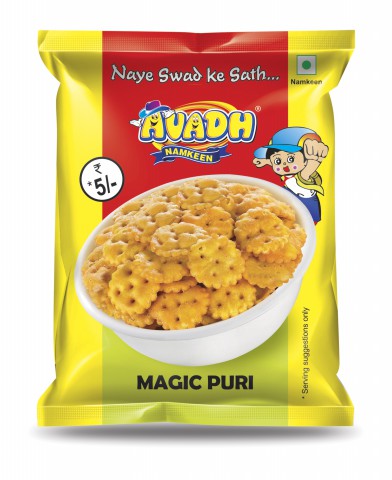 Naye Swad ke Sath...
Namkeen
AVADH®
NAMKEEN
₹
*5/-
* Serving suggestions only
MAGIC PURI